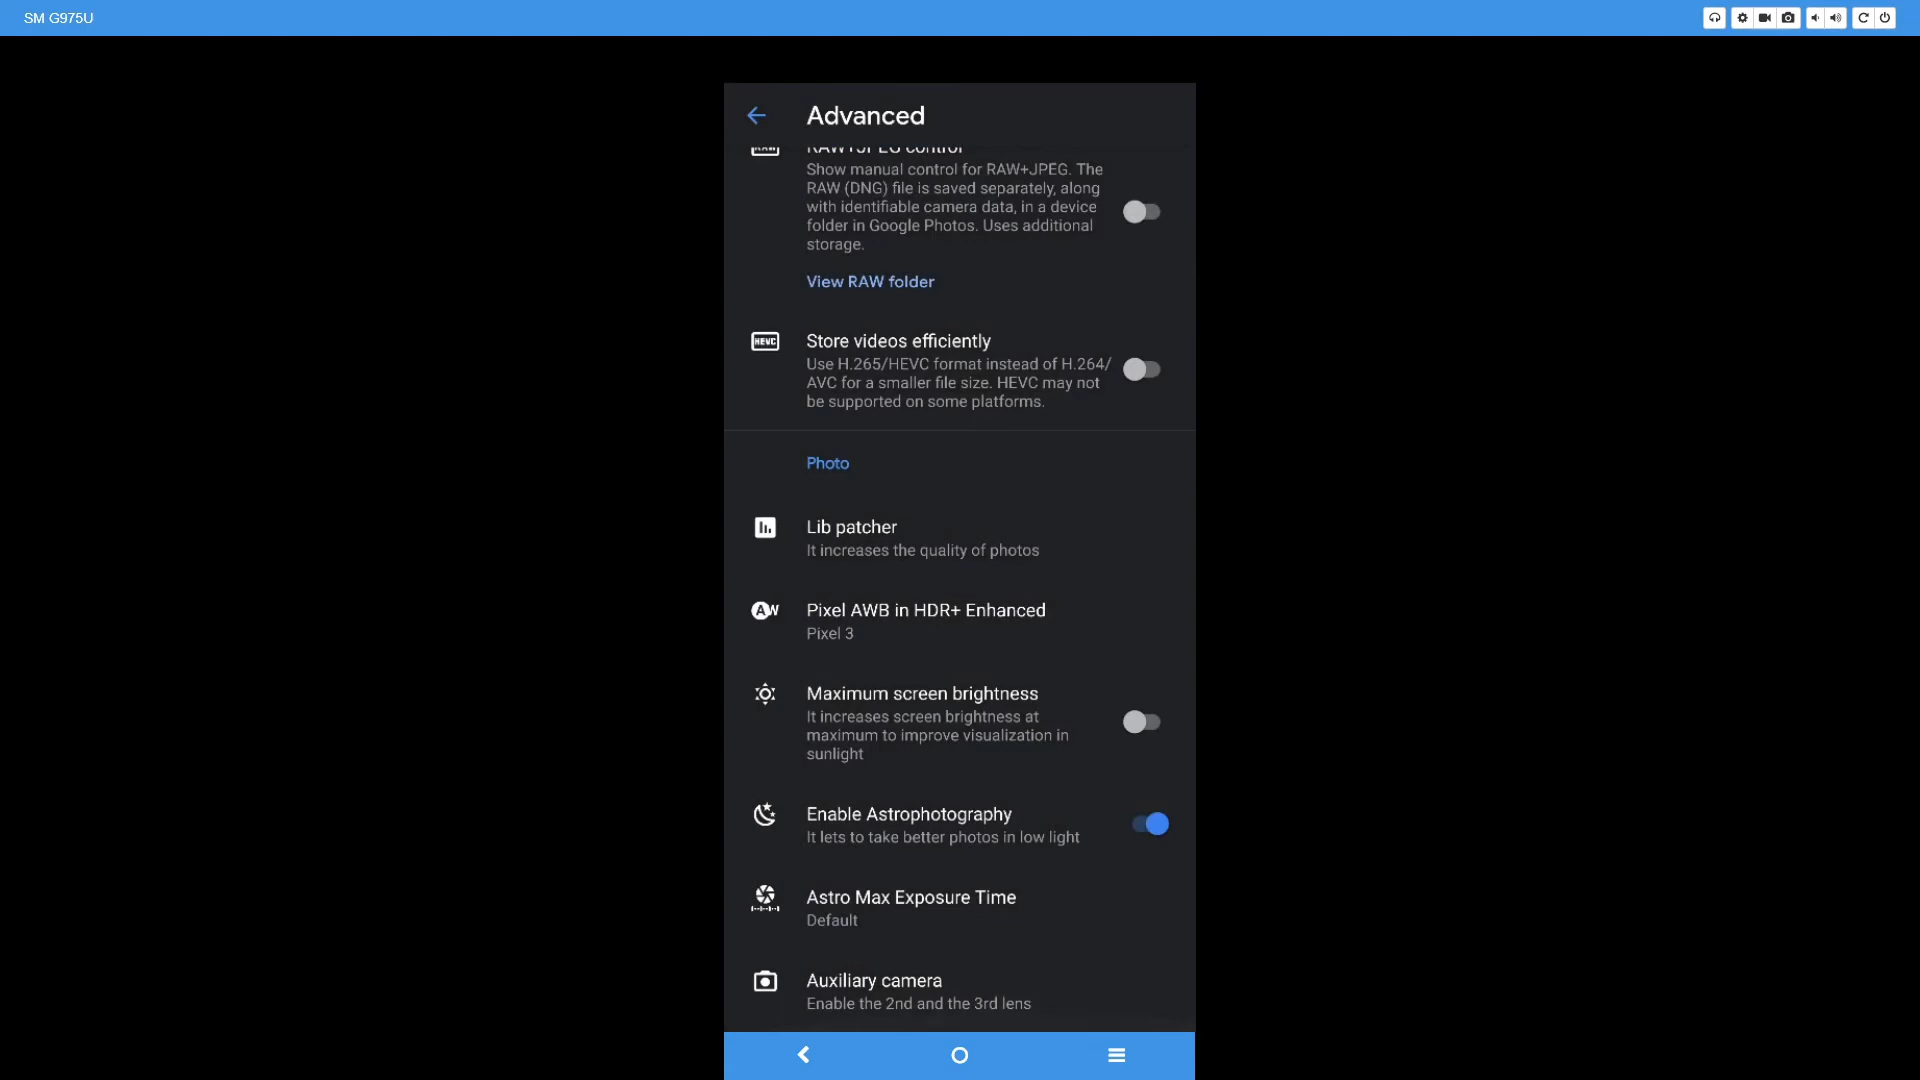 SM G975U
Advanced
RAW+JPEG control
Show manual control for RAW+JPEG. The
RAW (DNG) file is saved separately, along
with identifiable camera data, in a device
folder in Google Photos. Uses additional
storage.
View RAW folder
HEVC
Store videos efficiently
Use H.265/HEVC format instead of H.264/
AVC for a smaller file size. HEVC may not
be supported on some platforms.
Photo
Lib patcher
It increases the quality of photos
AW
Pixel AWB in HDR+ Enhanced
Pixel 3
Maximum screen brightness
It increases screen brightness at
maximum to improve visualization in
sunlight
Enable Astrophotography
It lets to take better photos in low light
Astro Max Exposure Time
Default
Auxiliary camera
Enable the 2nd and the 3rd lens